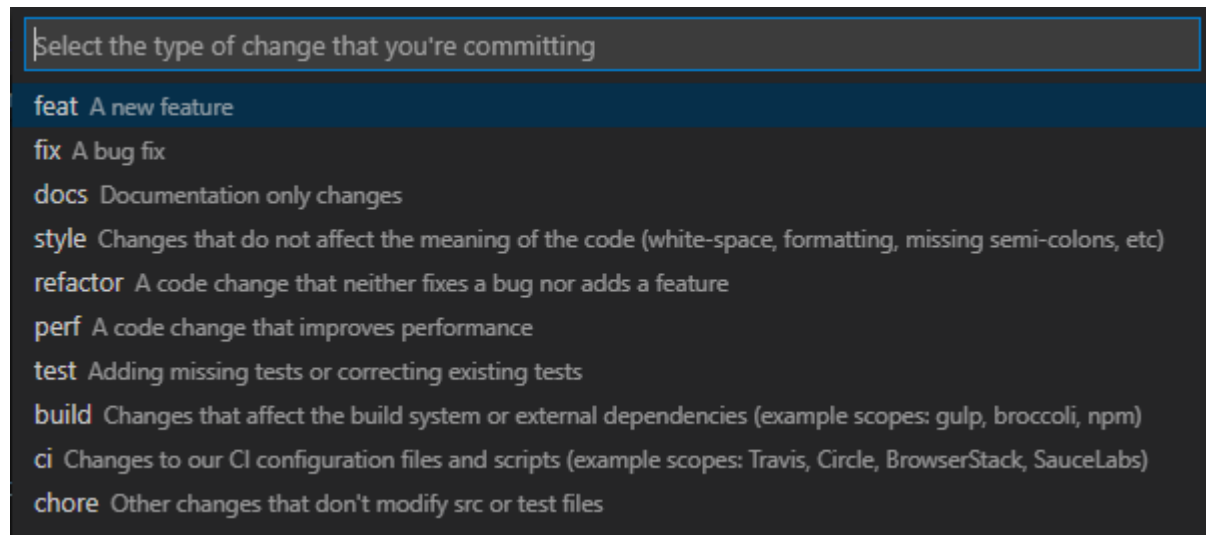 Select the type of change that you're committing
feat A new feature
fix A bug fix
docs Documentation only changes
style Changes that do not affect the meaning of the code (white-space, formatting, missing semi-colons, etc)
refactor A code change that neither fixes a bug nor adds a feature
perf A code change that improves performance
test Adding missing tests or correcting existing tests
build Changes that affect the build system or external dependencies (example scopes: gulp, broccoli, npm)
ci Changes to our CI configuration files and scripts (example scopes: Travis, Circle, BrowserStack, SauceLabs)
chore Other changes that don't modify src or test files